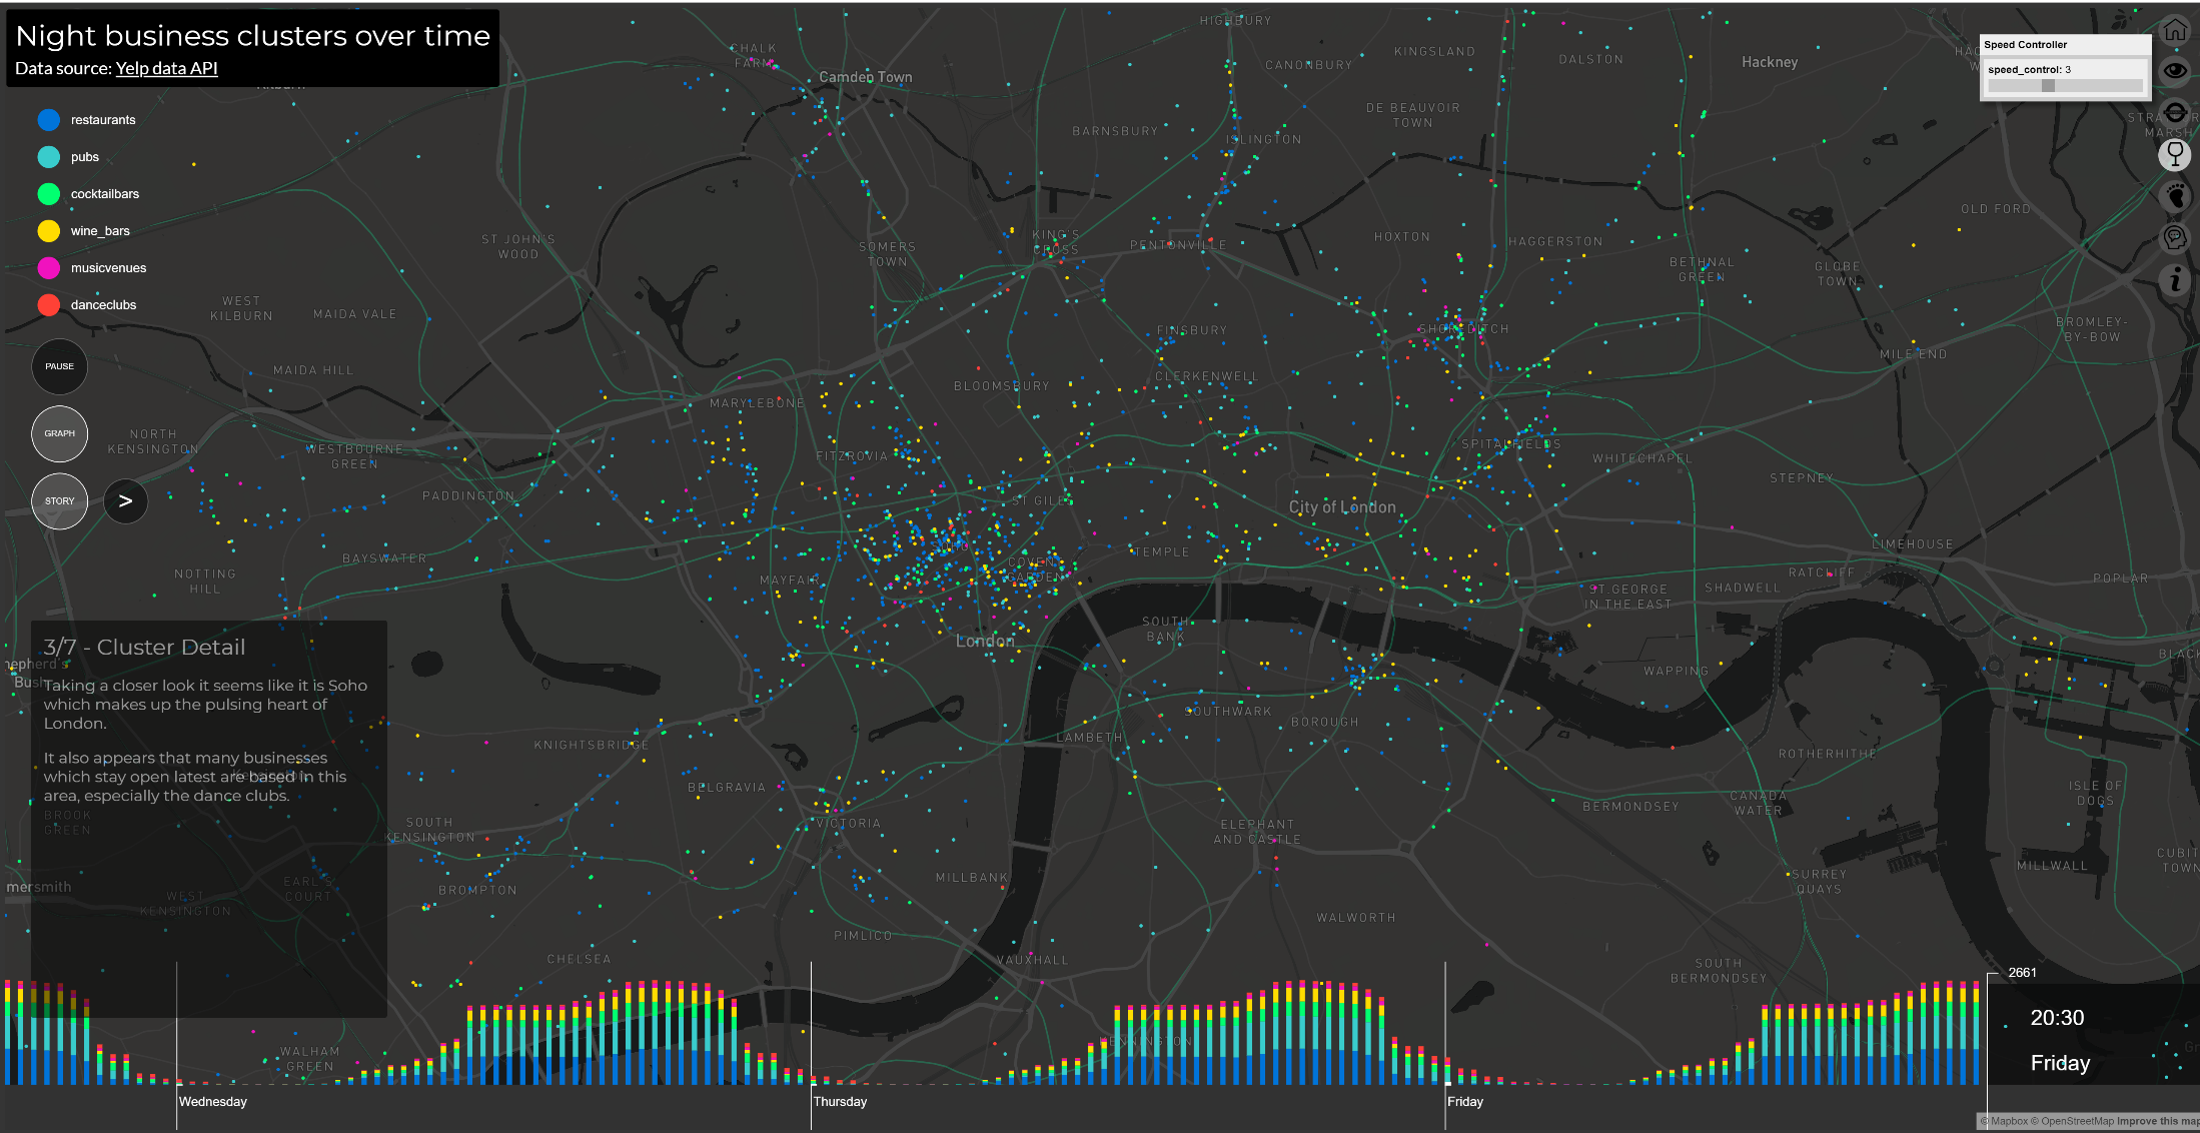 Night business clusters over time
Data source: Yelp data API
restaurants
pubs
cocktailbars
wine_bars
musicvenues
danceclubs
PAUSE
GRAPH
STORY
>
3/7 - Cluster Detail
Taking a closer look it seems like it is Soho
which makes up the pulsing heart of
London.
It also appears that many businesses
which stay open latest are based in this
area, especially the dance clubs.
Speed Controller
speed_control: 3
HIGHBURY
CHALK
FARM
Camden Town
CANONBURY
KINGSLAND
DALSTON
Hackney
DE BEAUVOIR
TOWN
BARNSBURY
ISLINGTON
OLD FORD
ST JOHN'S
WOOD
SOMERS
TOWN
KING'S
CROSS
PENTONVILLE
HOXTON
HAGGERSTON
BETHNAL
GREEN
GLOBE
TOWN
WEST
KILBURN
MAIDA VALE
FINSBURY
SHOREDITCH
BROMLEY-
BY-BOW
MILE END
MAIDA HILL
BLOOMSBURY
CLERKENWELL
MARYLEBONE
NORTH
KENSINGTON
WESTBOURNE
GREEN
FITZROVIA
SPITALFIELDS
WHITECHAPEL
STEPNEY
PADDINGTON
ST GILES
City of London
BAYSWATER
SOHO
COVENT
GARDEN
TEMPLE
LIMEHOUSE
NOTTING
HILL
MAYFAIR
RATCLIFF
SHADWELL
POPLAR
ST GEORGE
IN THE EAST
SOUTH
BANK
London
WAPPING
SOUTHWARK
BOROUGH
KNIGHTSBRIDGE
LAMBETH
ROTHERHITHE
BELGRAVIA
BERMONDSEY
CANADA
WATER
ISLE OF
DOGS
BROOK
GREEN
SOUTH
KENSINGTON
VICTORIA
ELEPHANT
AND CASTLE
MILLWALL
CUBIT
TOWN
mersmith
WEST
KENSINGTON
EARL'S
COURT
BROMPTON
MILLBANK
SURREY
QUAYS
WALWORTH
PIMLICO
CHELSEA
VAUXHALL
SOUTH
BERMONDSEY
WALHAM
GREEN
KENNINGTON
2661
20:30
Friday
Wednesday
Thursday
Friday
© Mapbox © OpenStreetMap Improve this map